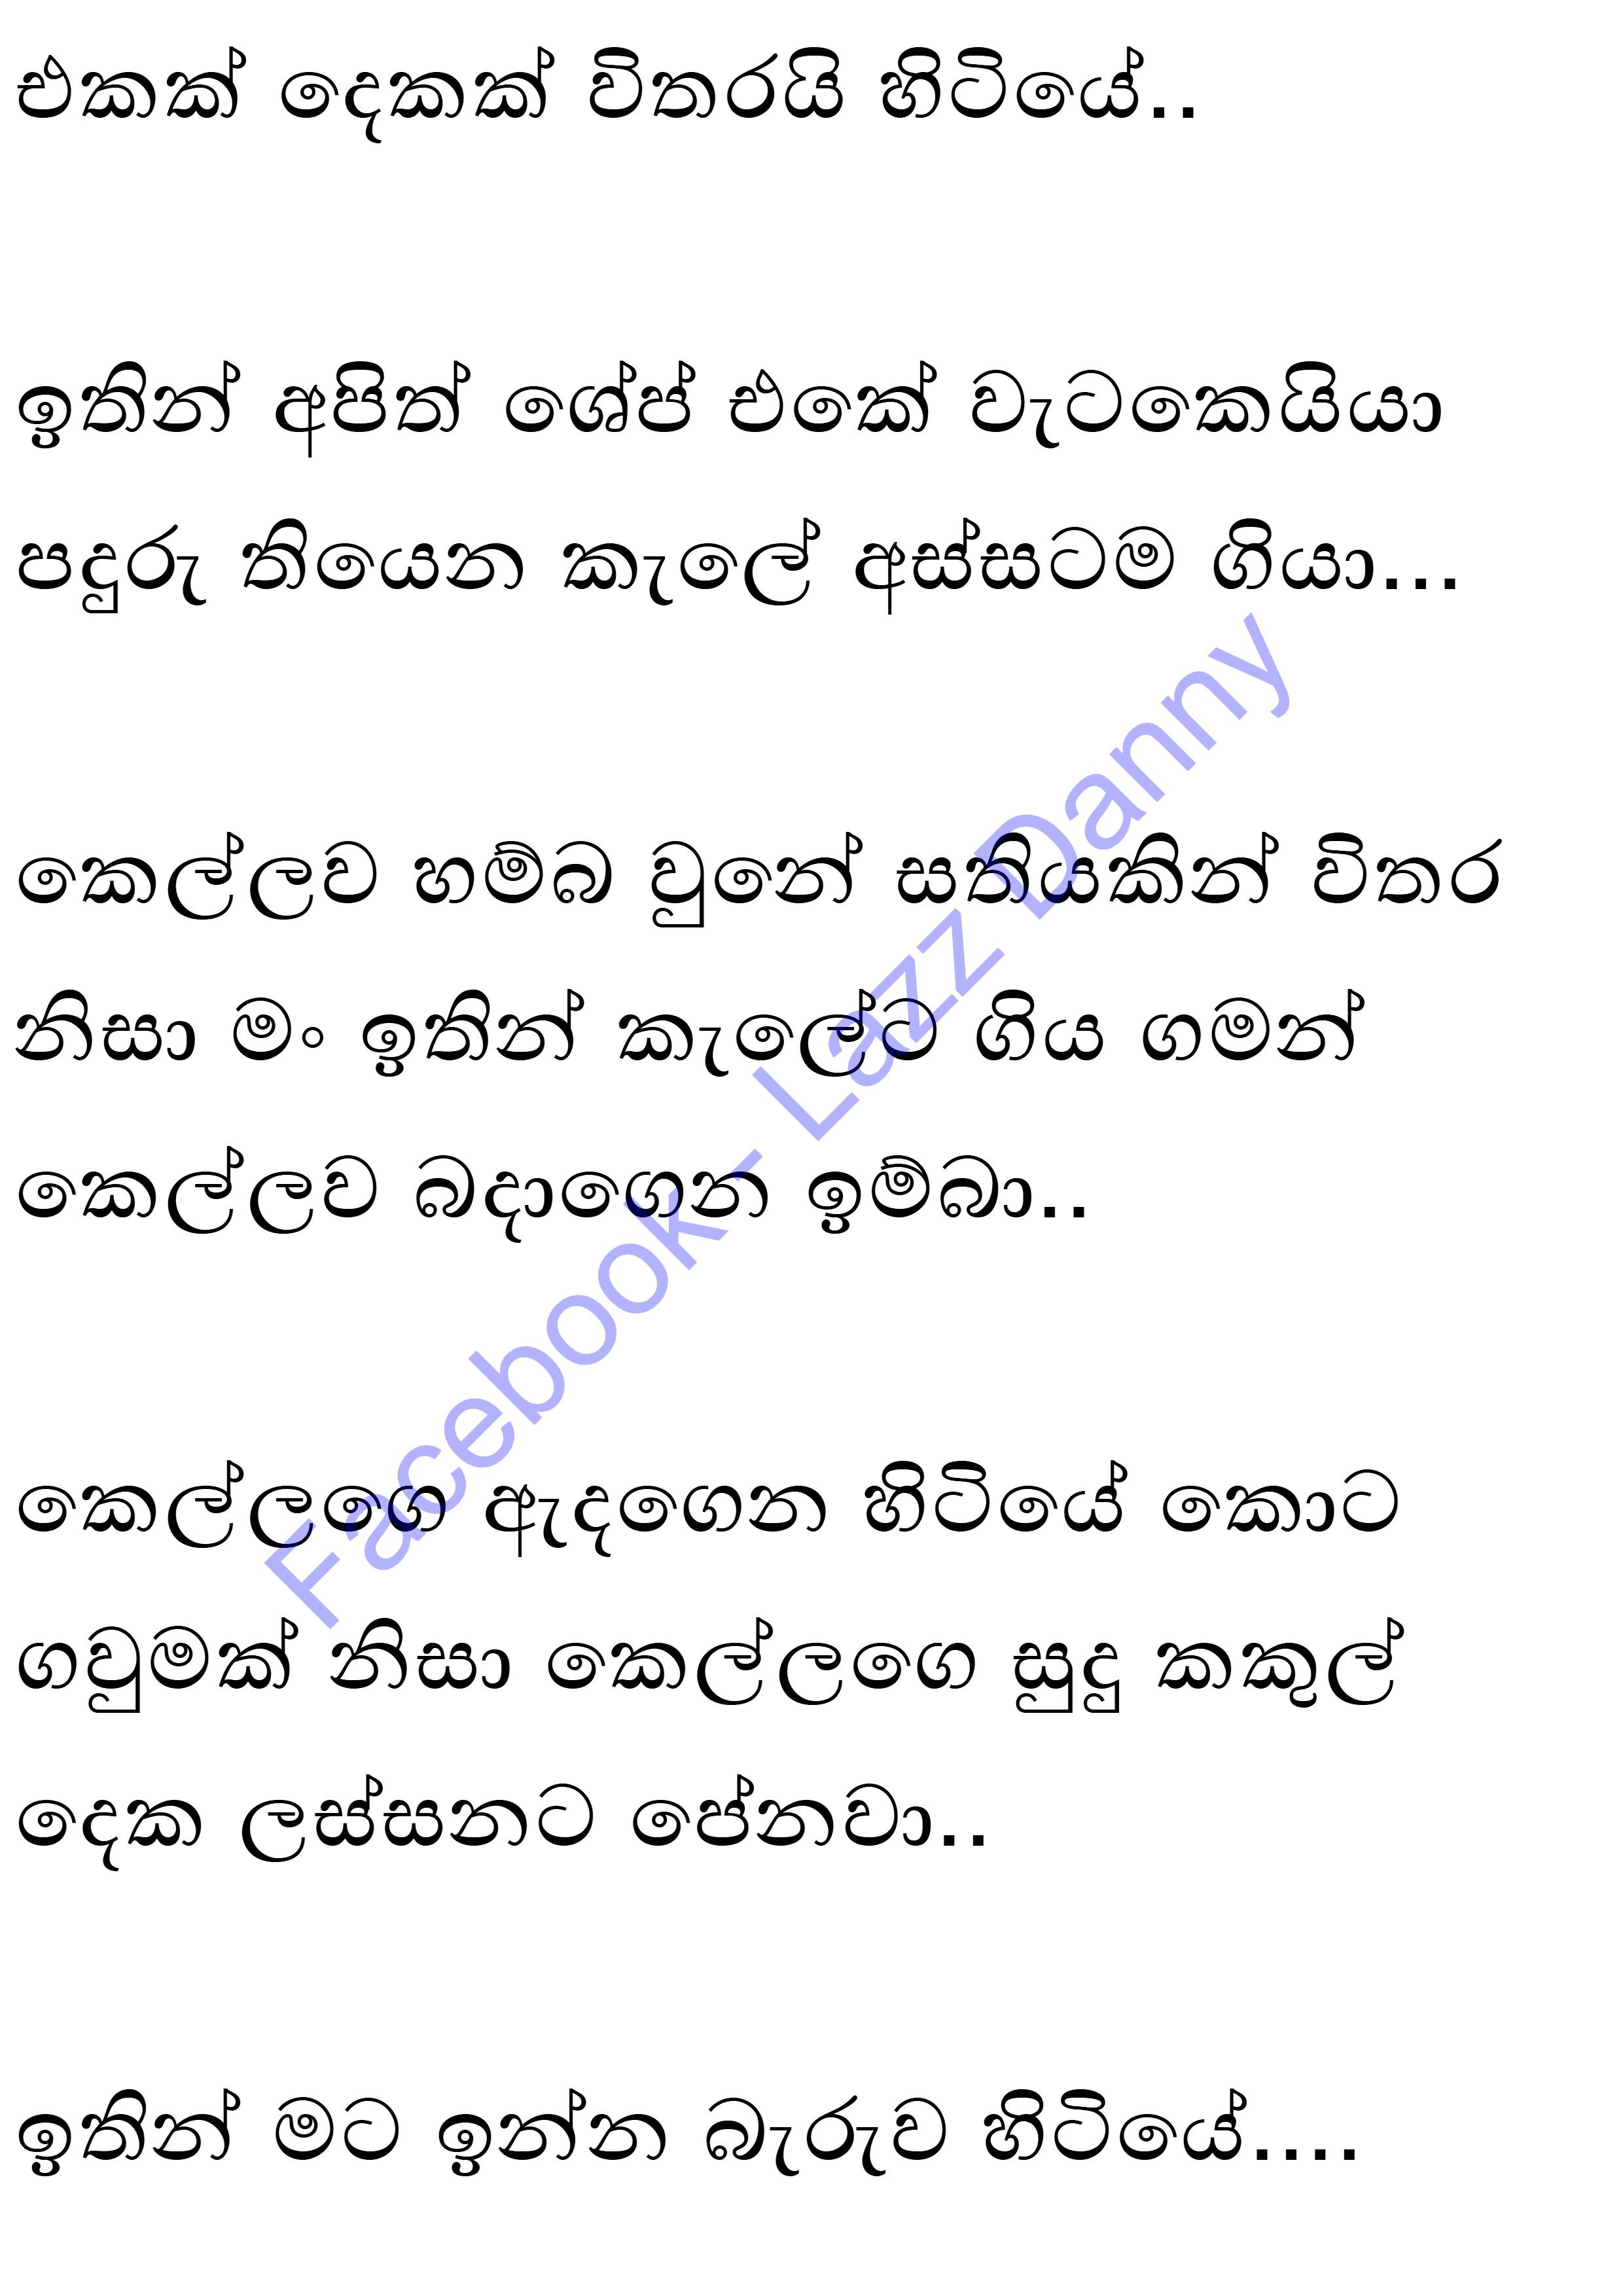 එකක් දෙකක් විතරයි හිටියේ..
ඉතින් අපිත් ශේප් එකේ වැටකෙයියා
පදුරු තියෙන කැලේ අස්සටම ගියා...
කෙල්ලව හම්බ වුනේ සතියකින් විතර
නිසා මං ඉතින් කැලේට ගිය ගමන්
කෙල්ලව බදාගෙන ඉම්බා..
කෙල්ලගෙ ඇදගෙන හිටියේ කොට
ගවුමක් නිසා කෙල්ලගෙ සුදු කකුල්
දෙක ලස්සනට පේනවා..
ඉතින් මට ඉන්න බැරුව හිටියේ....
Facebook- Lazz Danny